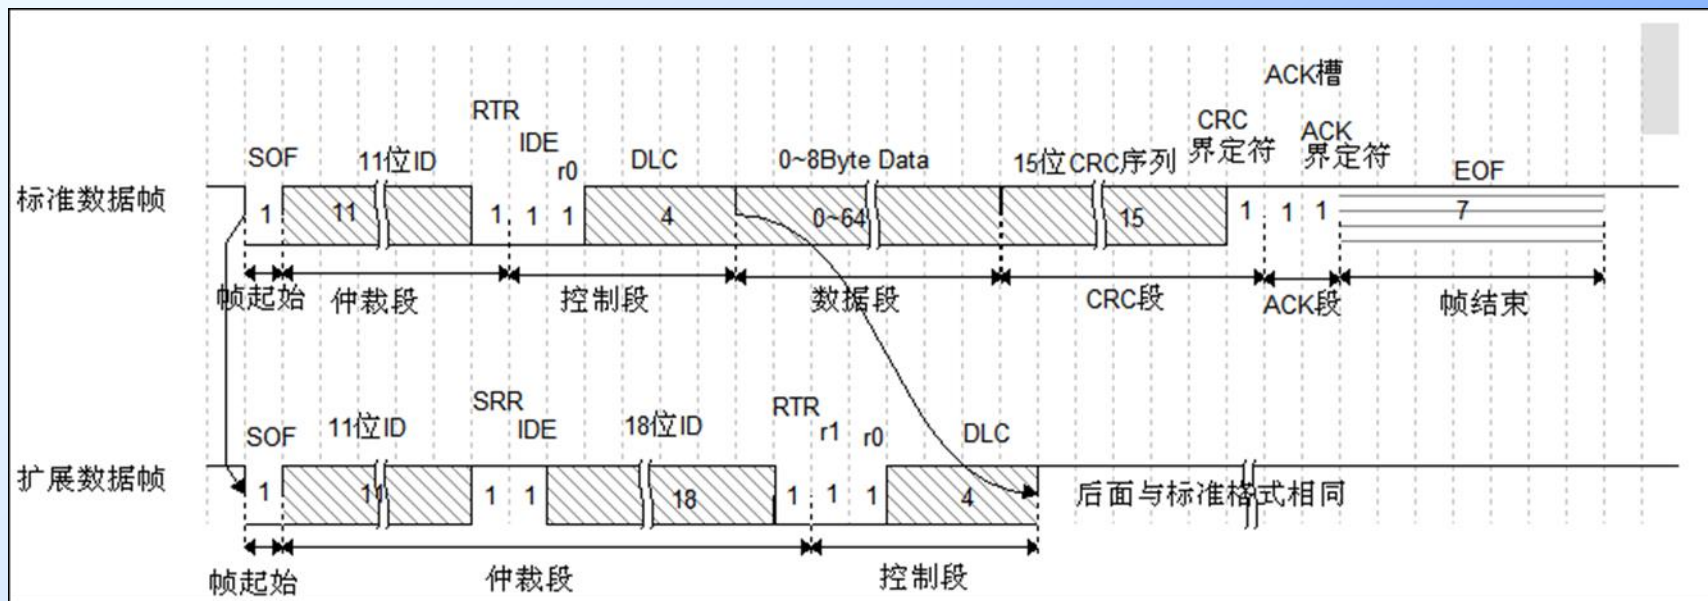 ACK槽
RTR
CRC
界定符
ACK
界定符
IDE
SOF
11位ID
r0
DLC
0~8Byte Data
15位CRC序列
EOF
标准数据帧
1
11
1
1
1
4
0~64
15
1
1
1
7
帧起始
仲裁段
控制段
数据段
CRC段
ACK段
帧结束
SRR
RTR
SOF
11位ID
IDE
18位ID
r1
r0
DLC
扩展数据帧
1
11
1
1
18
1
1
1
4
后面与标准格式相同
帧起始
仲裁段
控制段